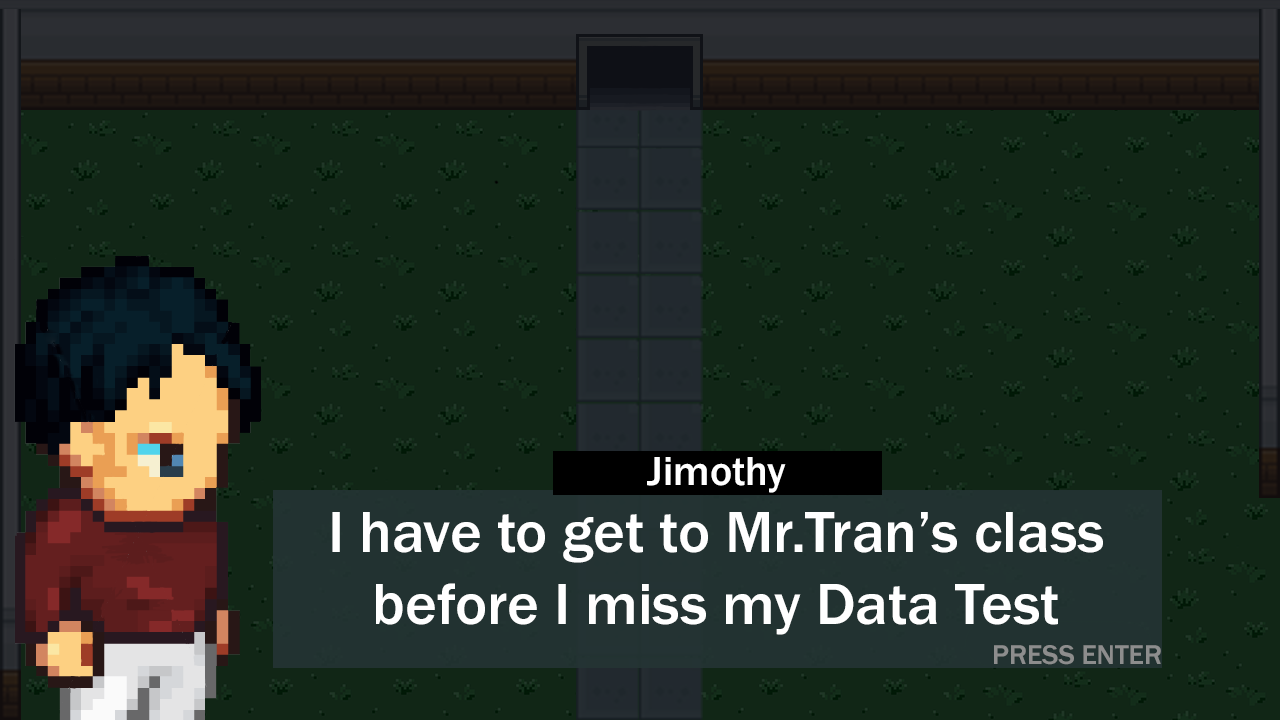 Jimothy
I have to get to Mr.Tran’s class
before I miss my Data Test
PRESS ENTER